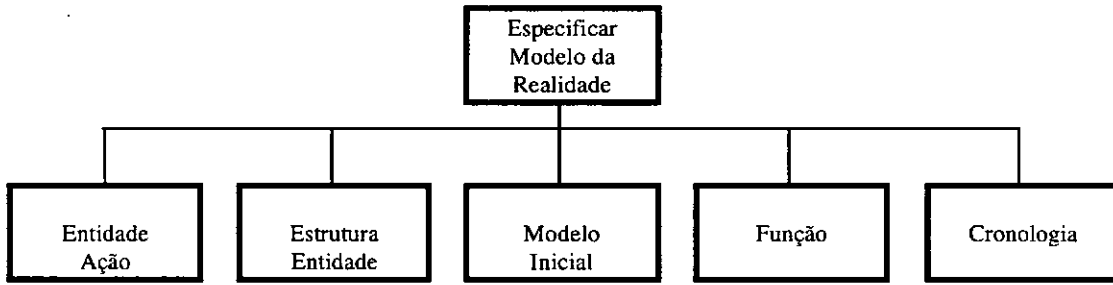 Especificar
Modelo da
Realidade
Entidade
Ação
Estrutura
Entidade
Modelo
Inicial
Função
Cronologia